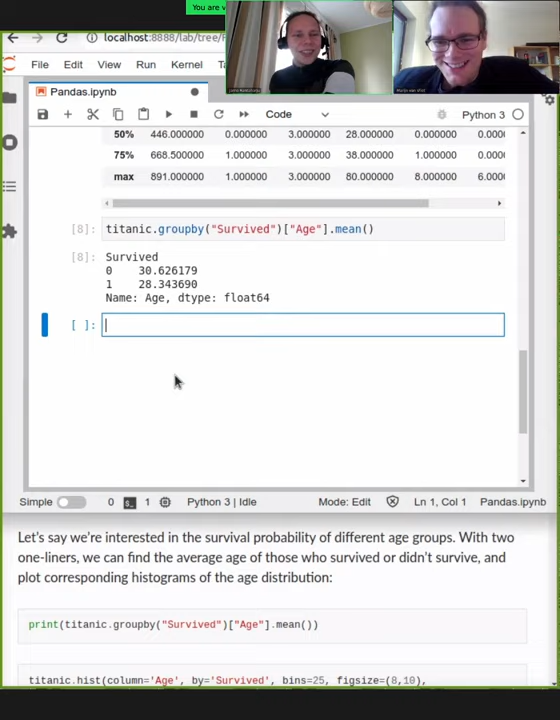 You are v
localhost:8888/lab/tree/
File Edit View Run Kernel Ta
Pandas.ipynb
Code Python 3
50% 446.000000 0.000000 3.000000 28.000000 0.000000 0.000
75% 668.500000 1.000000 3.000000 38.000000 1.000000 0.000
max 891.000000 1.000000 3.000000 80.000000 8.000000 6.000
[8]: titanic.groupby("Survived")["Age"].mean()
[8]: Survived
0 30.626179
1 28.343690
Name: Age, dtype: float64
[ ]:
Simple 0 1 Python 3 | Idle Mode: Edit Ln 1, Col 1 Pandas.ipynb
Let's say we're interested in the survival probability of different age groups. With two
one-liners, we can find the average age of those who survived or didn't survive, and
plot corresponding histograms of the age distribution:
print(titanic.groupby("Survived")["Age"].mean())
titanic.hist(column='Age', by='Survived', bins=25, figsize=(8,10),